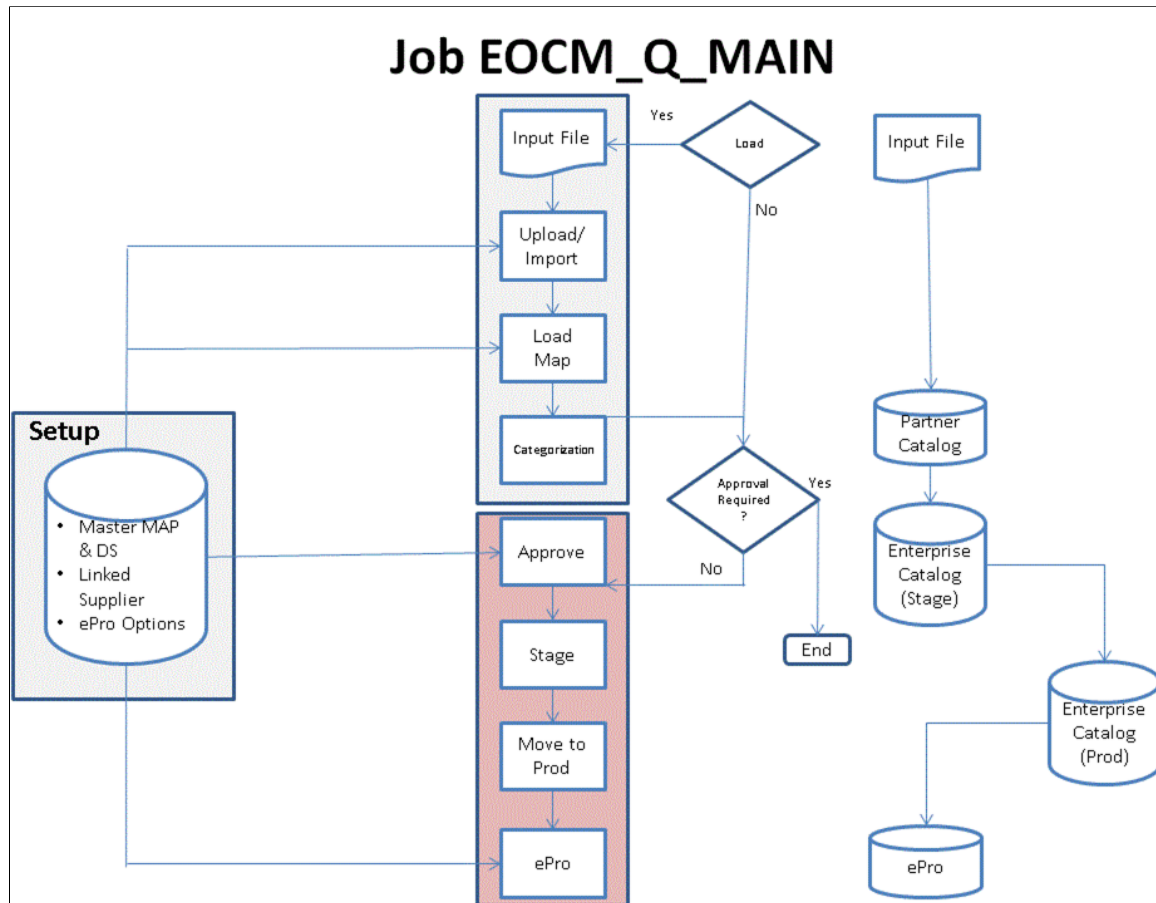 Job EOCM_Q_MAIN
Input File
Yes
Load
No
Upload/
Import
Load
Map
Categorization
Approval
Required
?
Yes
No
End
Setup
• Master MAP
& DS
• Linked
Supplier
• ePro Options
Approve
Stage
Move to
Prod
ePro
Input File
Partner
Catalog
Enterprise
Catalog
(Stage)
Enterprise
Catalog
(Prod)
ePro